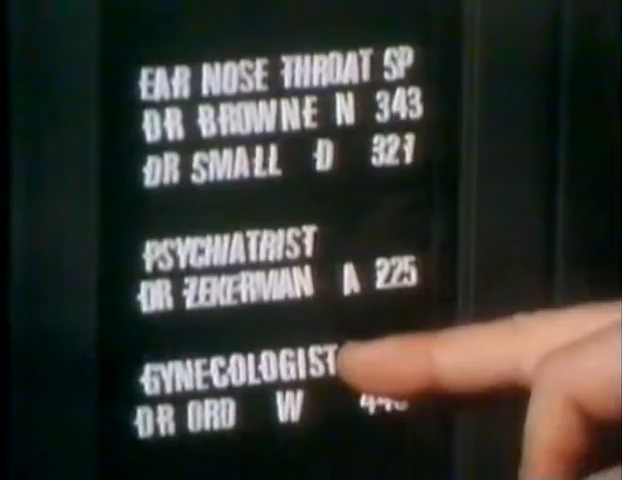 EAR NOSE THROAT SP
DR BROWNE N 343
DR SMALL D 321
PSYCHIATRIST
DR ZEKERMAN A 225
GYNECOLOGIST
DR ORD W